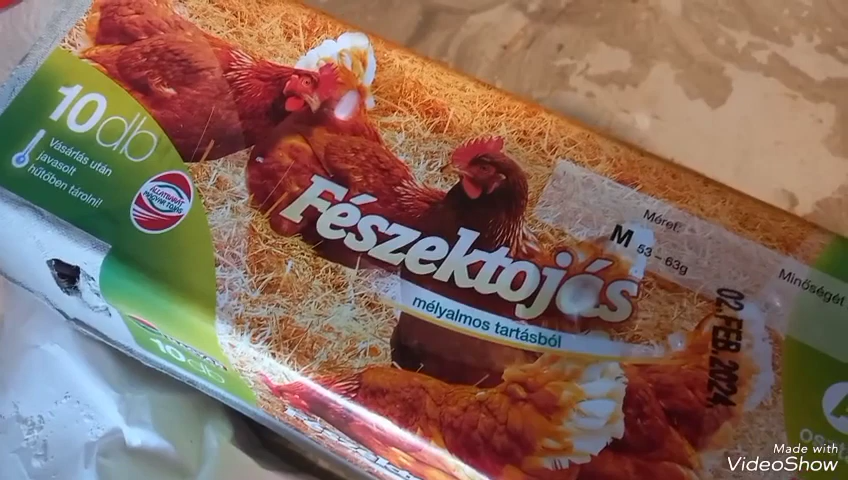 10db
Vásárlás után
javasolt
hűtőben tárolni!
Fészektojás
mélyalmos tartásból
Méret:
M 53 – 63g
Minőségét
02.FEB.2024.
A
10db
Made with
VideoShow